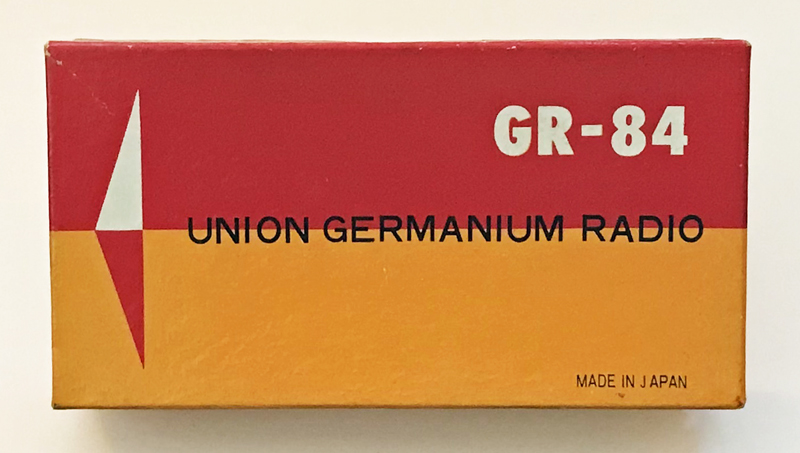 GR-84
UNION GERMANIUM RADIO
MADE IN JAPAN